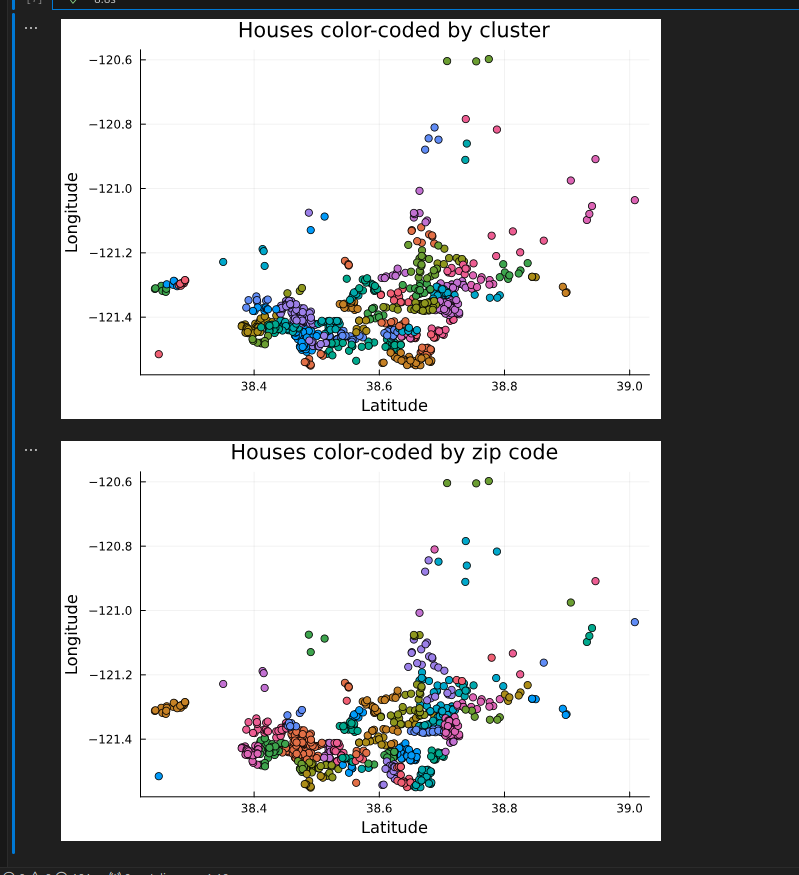 Houses color-coded by cluster
−120.6
−120.8
−121.0
−121.2
−121.4
Longitude
38.4 38.6 38.8 39.0
Latitude
Houses color-coded by zip code
−120.6
−120.8
−121.0
−121.2
−121.4
Longitude
38.4 38.6 38.8 39.0
Latitude